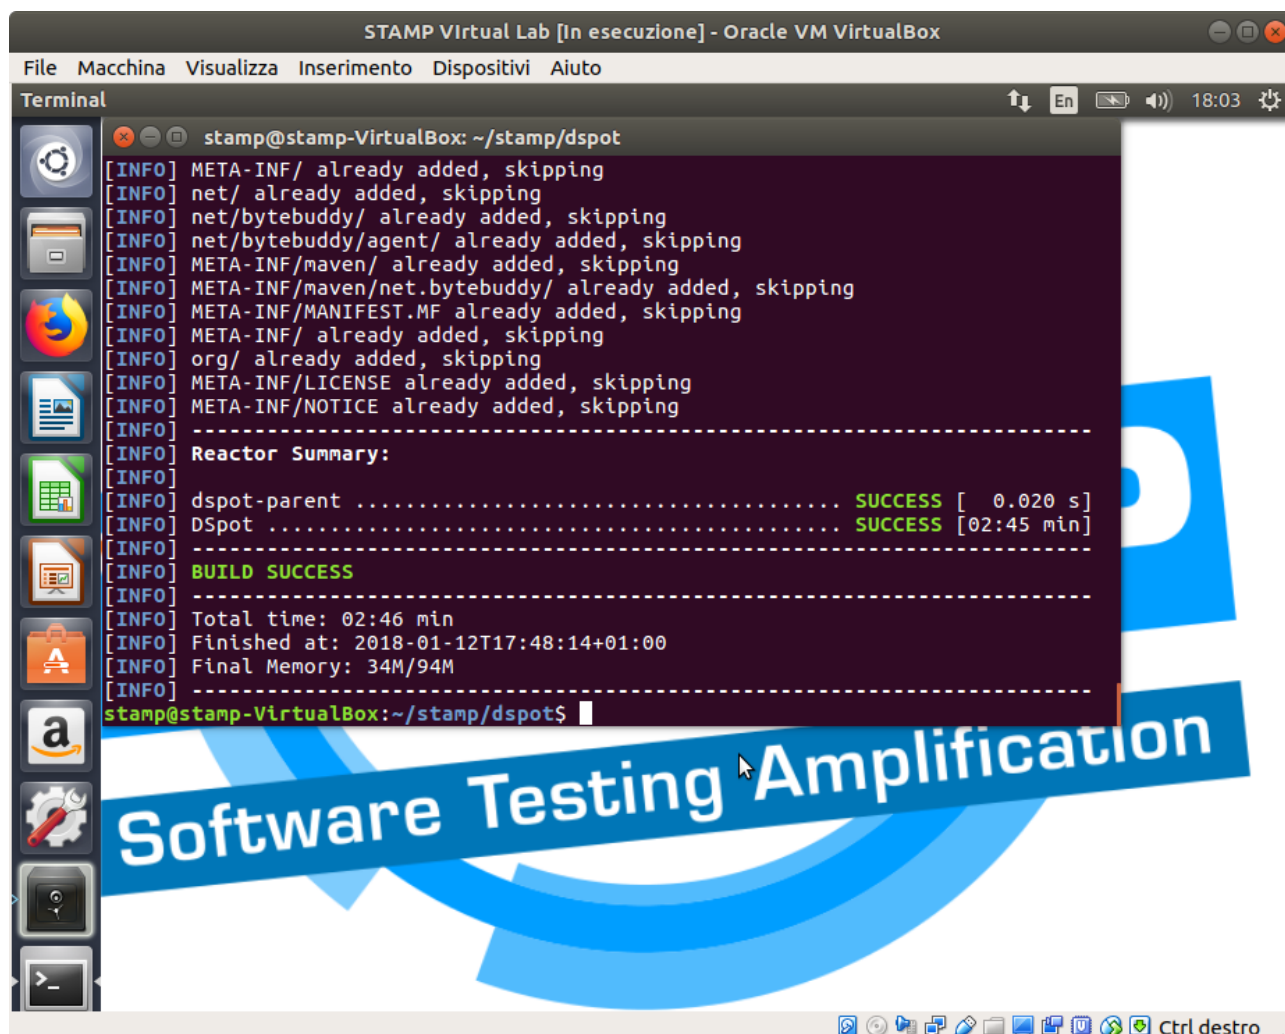 STAMP VIrtual Lab [In esecuzione] - Oracle VM VirtualBox
File Macchina Visualizza Inserimento Dispositivi Aiuto
Terminal En 18:03
stamp@stamp-VirtualBox: ~/stamp/dspot
[INFO] META-INF/ already added, skipping
[INFO] net/ already added, skipping
[INFO] net/bytebuddy/ already added, skipping
[INFO] net/bytebuddy/agent/ already added, skipping
[INFO] META-INF/maven/ already added, skipping
[INFO] META-INF/maven/net.bytebuddy/ already added, skipping
[INFO] META-INF/MANIFEST.MF already added, skipping
[INFO] META-INF/ already added, skipping
[INFO] org/ already added, skipping
[INFO] META-INF/LICENSE already added, skipping
[INFO] META-INF/NOTICE already added, skipping
[INFO] ------------------------------------------------------------------------
[INFO] Reactor Summary:
[INFO]
[INFO] dspot-parent ....................................... SUCCESS [  0.020 s]
[INFO] DSpot .............................................. SUCCESS [02:45 min]
[INFO] ------------------------------------------------------------------------
[INFO] BUILD SUCCESS
[INFO] ------------------------------------------------------------------------
[INFO] Total time: 02:46 min
[INFO] Finished at: 2018-01-12T17:48:14+01:00
[INFO] Final Memory: 34M/94M
[INFO] ------------------------------------------------------------------------
stamp@stamp-VirtualBox:~/stamp/dspot$
P
Software Testing Amplification
Ctrl destro